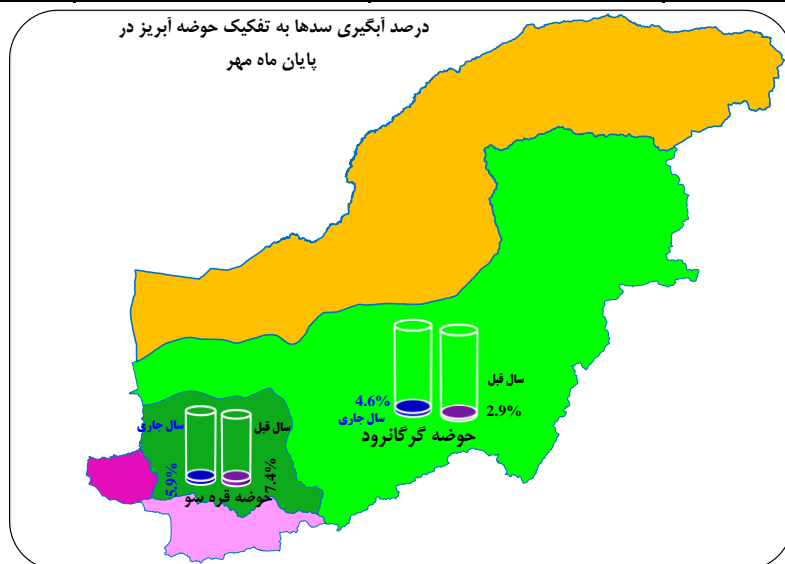 درصد آبگیری سدها به تفکیک حوضه آبریز در
پایان ماه مهر
سال قبل
4.6%
2.9%
سال جاری
حوضه گرگانرود
سال قبل
سال جاری
5.9%
7.4%
حوضه قره سو